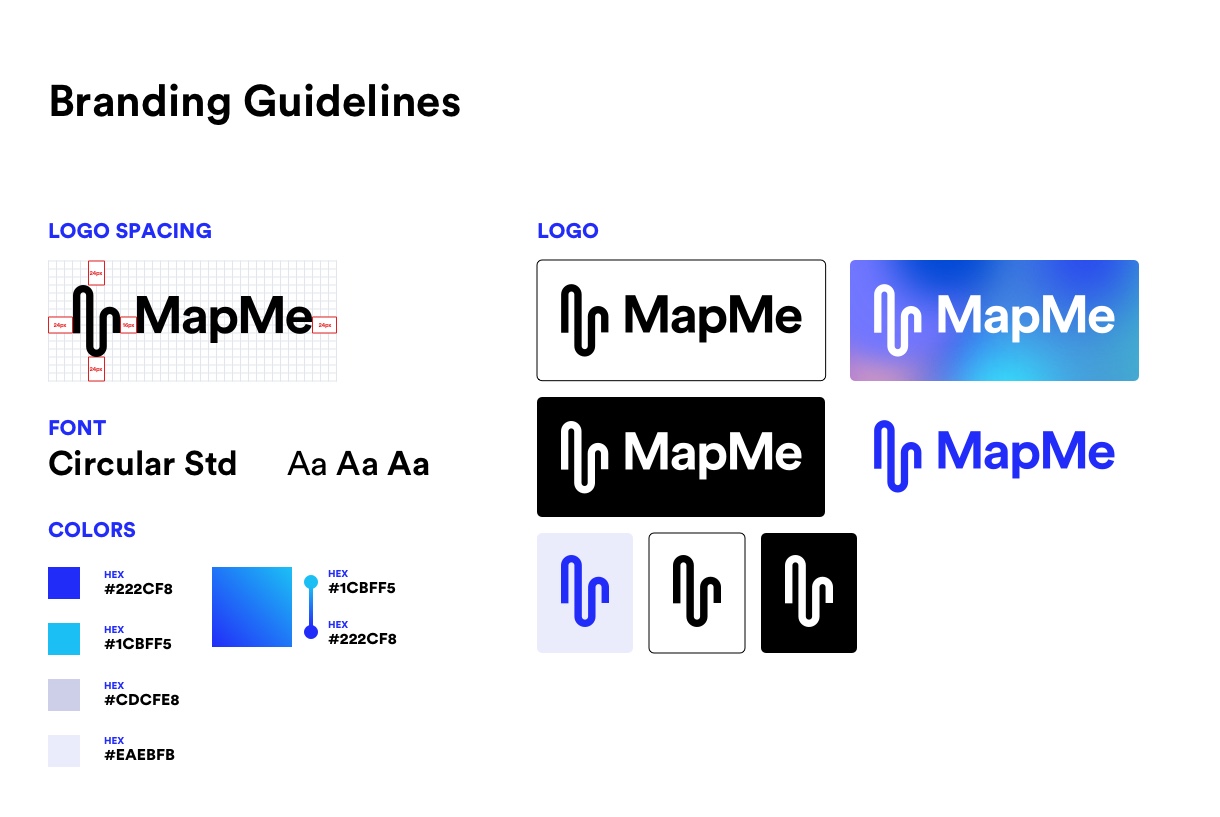 Branding Guidelines
LOGO SPACING
24px
MapMe
24px
16px
24px
24px
FONT
Circular Std
Aa Aa Aa
COLORS
HEX
#222CF8
HEX
#1CBFF5
HEX
#CDCFE8
HEX
#EAEBFB
HEX
#1CBFF5
HEX
#222CF8
LOGO
MapMe
MapMe
MapMe
MapMe